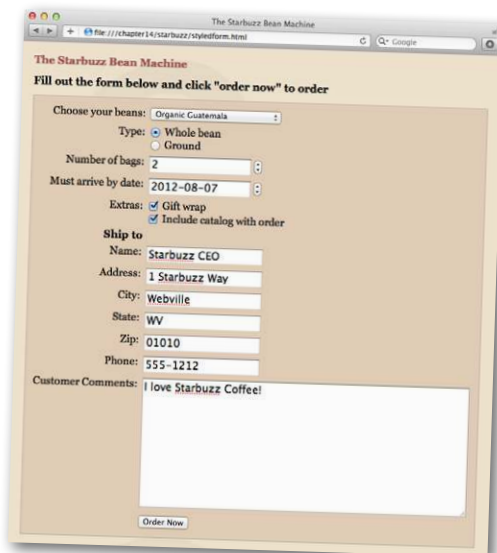 The Starbuzz Bean Machine
file:///chapter14/starbuzz/styledform.html
Google
The Starbuzz Bean Machine
Fill out the form below and click "order now" to order
Choose your beans: Organic Guatemala
Type: Whole bean
Ground
Number of bags: 2
Must arrive by date: 2012-08-07
Extras: Gift wrap
Include catalog with order
Ship to
Name: Starbuzz CEO
Address: 1 Starbuzz Way
City: Webville
State: WV
Zip: 01010
Phone: 555-1212
Customer Comments: I love Starbuzz Coffee!
Order Now